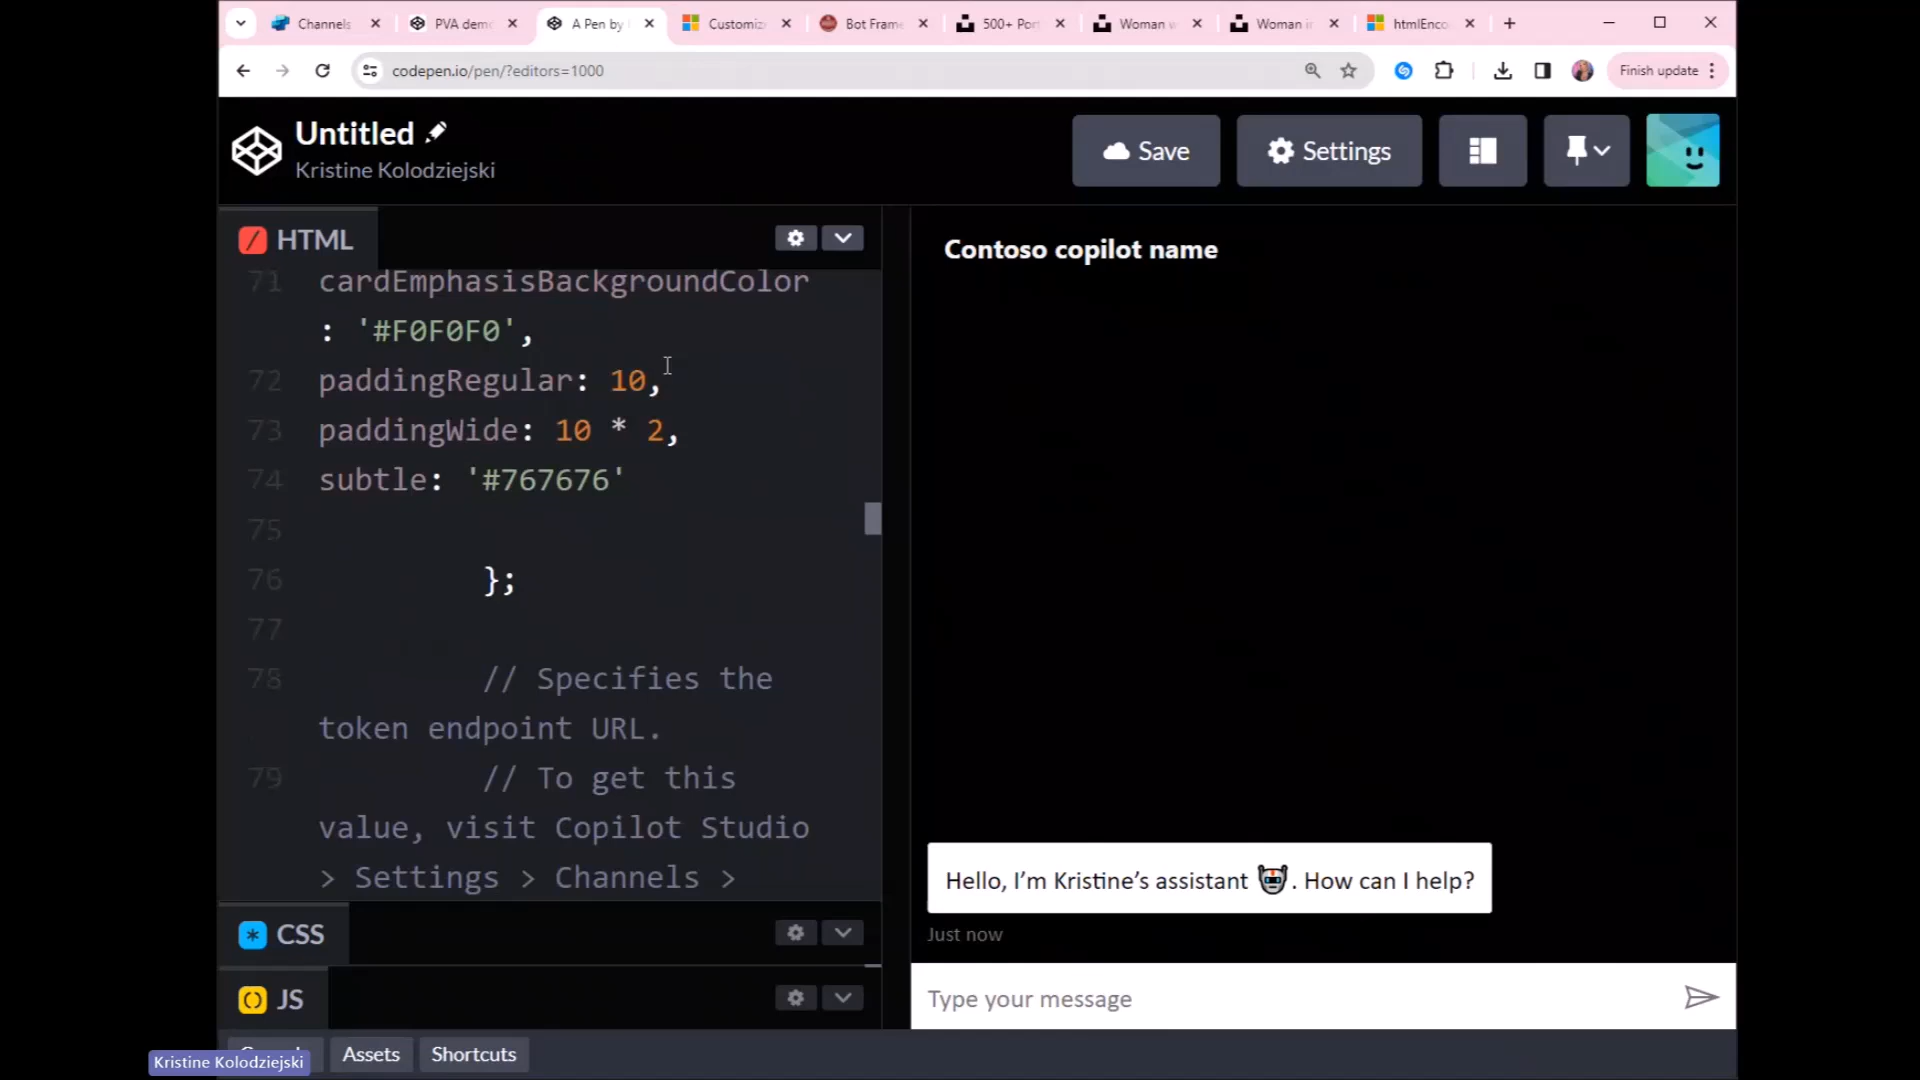 Channels
PVA demo
A Pen by
Customiz
Bot Fram
500+ Por
Woman w
Woman in
htmlEnco
codepen.io/pen/?editors=1000
Finish update
Untitled
Kristine Kolodziejski
Save
Settings
HTML
71 cardEmphasisBackgroundColor
: '#F0F0F0',
72 paddingRegular: 10,
73 paddingWide: 10 * 2,
74 subtle: '#767676'
75
76 };
77
78 // Specifies the
token endpoint URL.
79 // To get this
value, visit Copilot Studio
> Settings > Channels >
CSS
JS
Assets
Shortcuts
Kristine Kolodziejski
Contoso copilot name
Hello, I’m Kristine’s assistant 🤖. How can I help?
Just now
Type your message